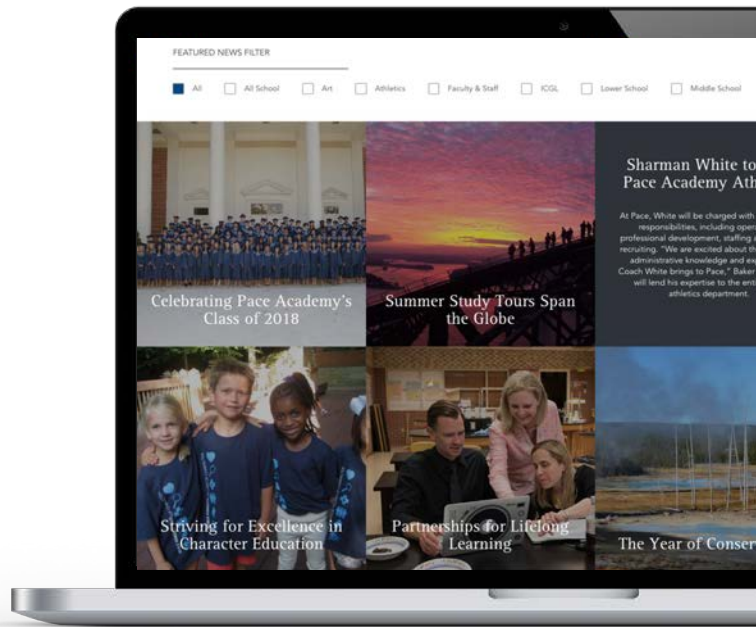 FEATURED NEWS FILTER
All
All School
Art
Athletics
Faculty & Staff
ICGL
Lower School
Middle School
Celebrating Pace Academy's
Class of 2018
Summer Study Tours Span
the Globe
Sharman White to
Pace Academy Ath
At Pace, White will be charged with
responsibilities, including opera
professional development, staffing
recruiting. "We are excited about th
administrative knowledge and exp
Coach White brings to Pace," Baker
will lend his expertise to the enti
athletics department.
Striving for Excellence in
Character Education
Partnerships for Lifelong
Learning
The Year of Conser